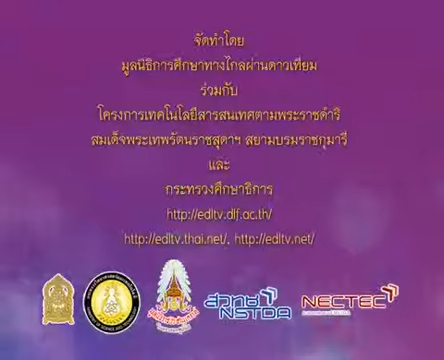 จัดทำโดย
มูลนิธิการศึกษาทางไกลผ่านดาวเทียม
ร่วมกับ
โครงการเทคโนโลยีสารสนเทศตามพระราชดำริ
สมเด็จพระเทพรัตนราชสุดาฯ สยามบรมราชกุมารี
และ
กระทรวงศึกษาธิการ
http://edltv.dlf.ac.th/
http://edltv.thai.net/, http://edltv.net/
สวทช NSTDA
NECTEC